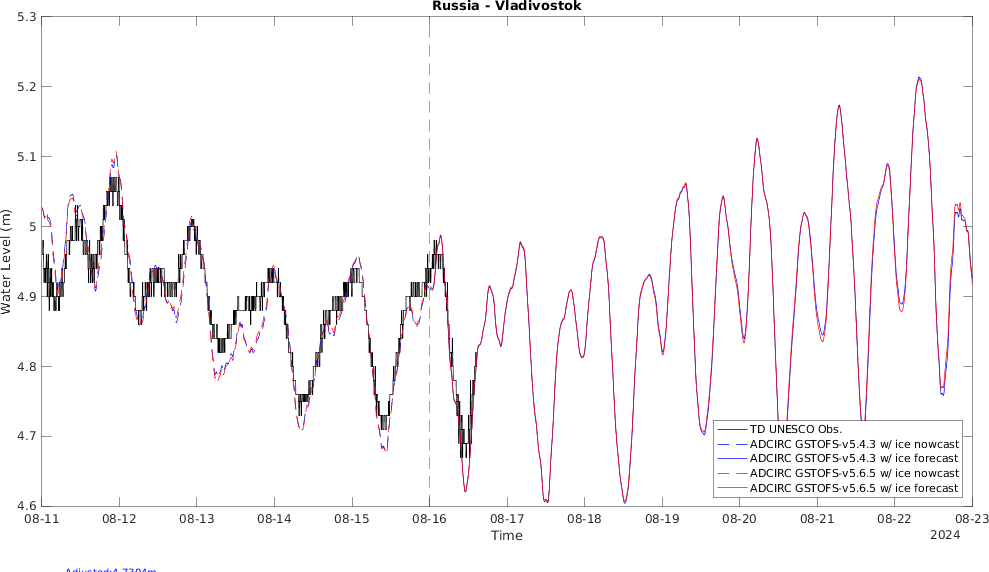 Russia - Vladivostok
5.3
5.2
5.1
5
4.9
4.8
4.7
4.6
Water Level (m)
08-11 08-12 08-13 08-14 08-15 08-16 08-17 08-18 08-19 08-20 08-21 08-22 08-23
Time
2024
TD UNESCO Obs.
ADCIRC GSTOFS-v5.4.3 w/ ice nowcast
ADCIRC GSTOFS-v5.4.3 w/ ice forecast
ADCIRC GSTOFS-v5.6.5 w/ ice nowcast
ADCIRC GSTOFS-v5.6.5 w/ ice forecast